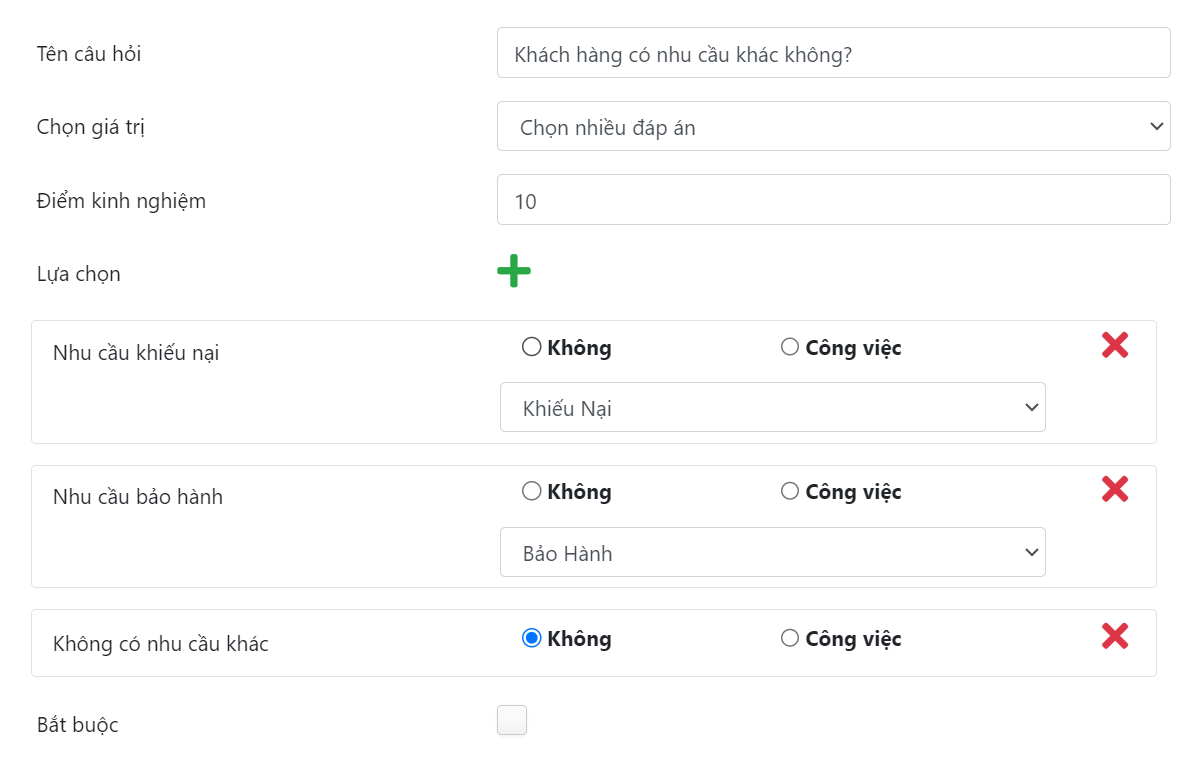 Tên câu hỏi
Khách hàng có nhu cầu khác không?
Chọn giá trị
Chọn nhiều đáp án
Điểm kinh nghiệm
10
Lựa chọn
Nhu cầu khiếu nại
Không
Công việc
Khiếu Nại
Nhu cầu bảo hành
Không
Công việc
Bảo Hành
Không có nhu cầu khác
Không
Công việc
Bắt buộc